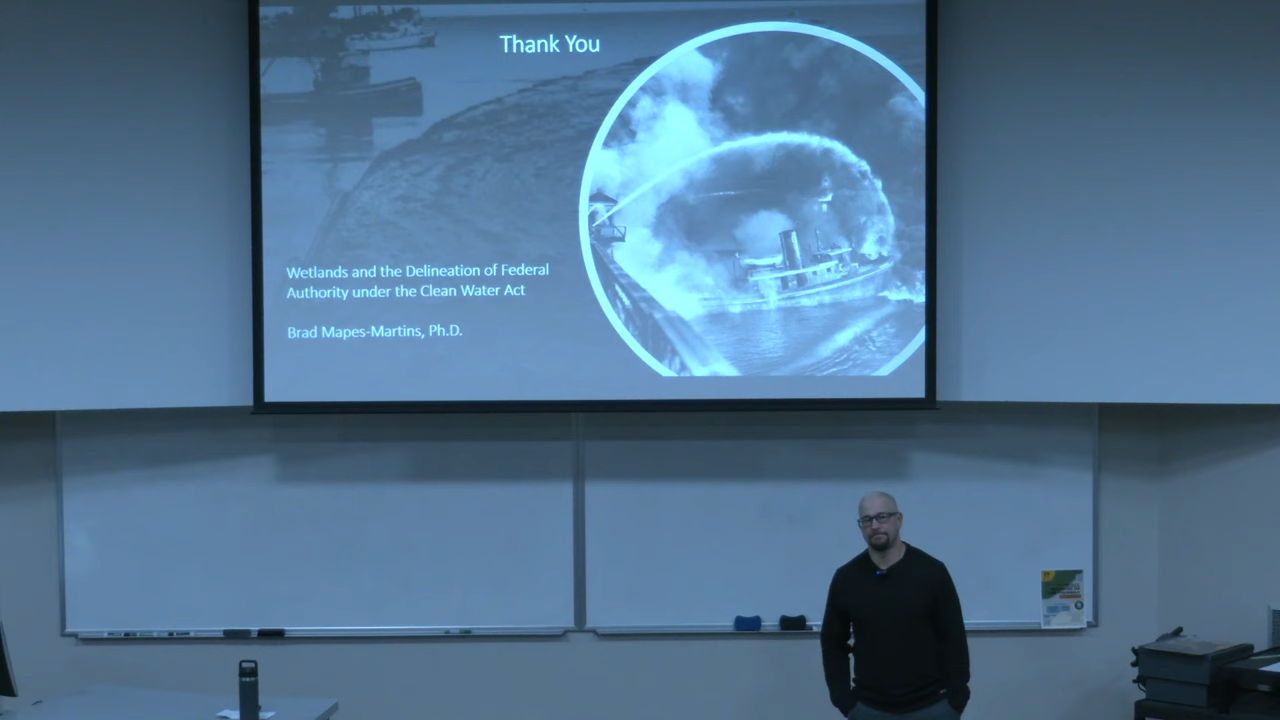 Thank You
Wetlands and the Delineation of Federal
Authority under the Clean Water Act
Brad Mapes-Martins, Ph.D.